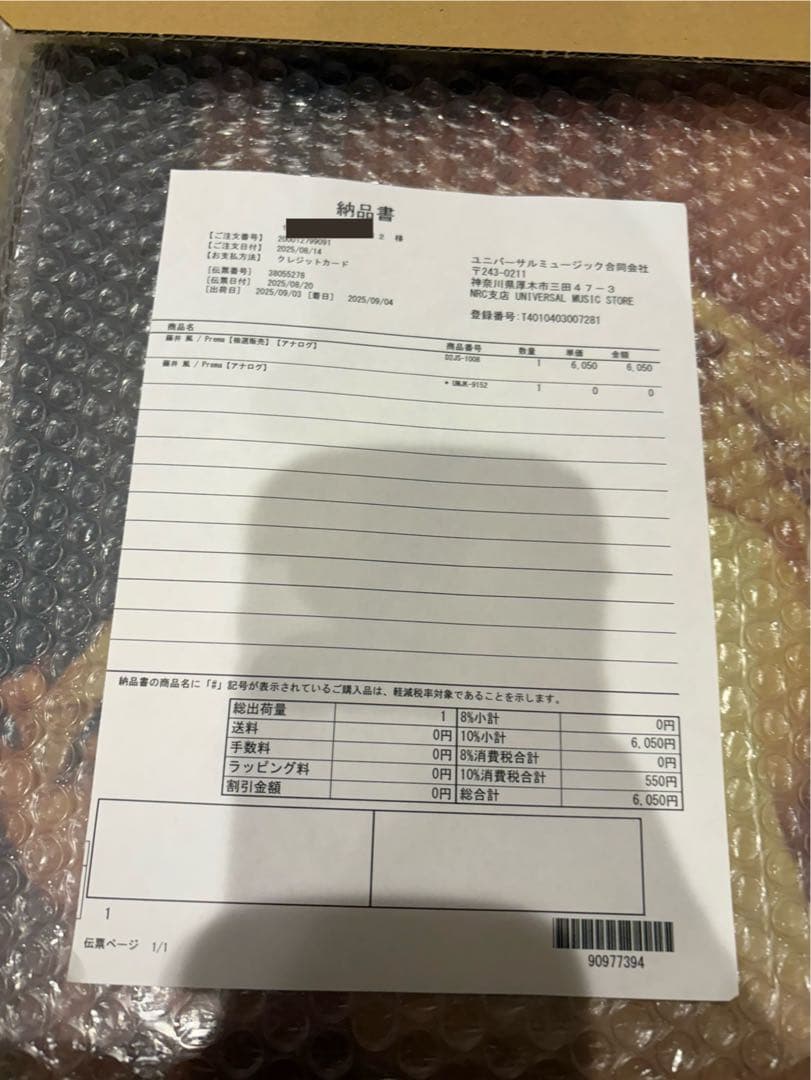 納品書
2 様
【ご注文番号】 200012799091
【ご注文日付】 2025/08/14
【お支払方法】 クレジットカード
[伝票番号] 38055278
[伝票日付] 2025/08/20
[出荷日] 2025/09/03 [着日] 2025/09/04
ユニバーサルミュージック合同会社
〒243-0211
神奈川県厚木市三田47-3
NRC支店 UNIVERSAL MUSIC STORE
登録番号:T4010403007281
商品名 商品番号 数量 単価 金額
藤井 風 / Prema【抽選販売】【アナログ】 D2JS-1008 1 6,050 6,050
藤井 風 / Prema【アナログ】 * UMJK-9152 1 0 0
納品書の商品名に「#」記号が表示されているご購入品は、軽減税率対象であることを示します。
総出荷量 1 8%小計 0円
送料 0円 10%小計 6,050円
手数料 0円 8%消費税合計 0円
ラッピング料 0円 10%消費税合計 550円
割引金額 0円 総合計 6,050円
1
伝票ページ 1/1
90977394